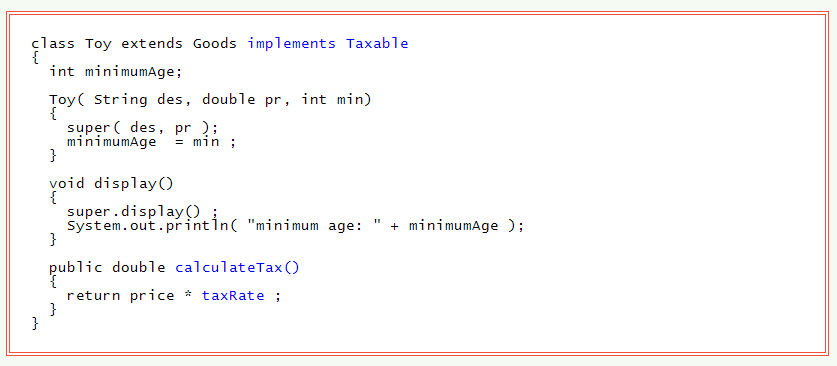 class Toy extends Goods implements Taxable
{
  int minimumAge;

  Toy( String des, double pr, int min)
  {
    super( des, pr );
    minimumAge  = min ;
  }

  void display()
  {
    super.display() ;
    System.out.println( "minimum age: " + minimumAge );
  }

  public double calculateTax()
  {
    return price * taxRate ;
  }
}